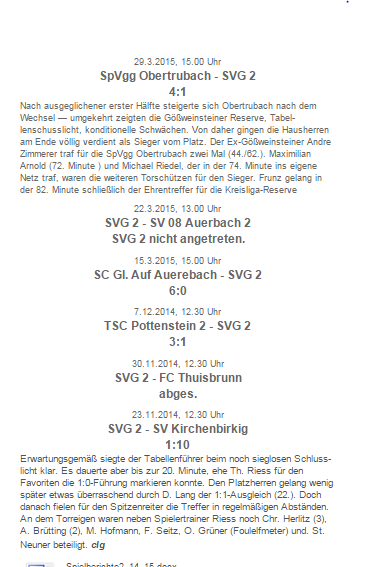 29.3.2015, 15.00 Uhr
SpVgg Obertrubach - SVG 2
4:1
Nach ausgeglichener erster Hälfte steigerte sich Obertrubach nach dem
Wechsel — umgekehrt zeigten die Gößweinsteiner Reserve, Tabel-
lenschusslicht, konditionelle Schwächen. Von daher gingen die Hausherren
am Ende völlig verdient als Sieger vom Platz. Der Ex-Gößweinsteiner Andre
Zimmerer traf für die SpVgg Obertrubach zwei Mal (44./62.). Maximilian
Arnold (72. Minute ) und Michael Riedel, der in der 74. Minute ins eigene
Netz traf, waren die weiteren Torschützen für den Sieger. Frunz gelang in
der 82. Minute schließlich der Ehrentreffer für die Kreisliga-Reserve
22.3.2015, 13.00 Uhr
SVG 2 - SV 08 Auerbach 2
SVG 2 nicht angetreten.
15.3.2015, 15.00 Uhr
SC Gl. Auf Auerebach - SVG 2
6:0
7.12.2014, 12.30 Uhr
TSC Pottenstein 2 - SVG 2
3:1
30.11.2014, 12.30 Uhr
SVG 2 - FC Thuisbrunn
abges.
23.11.2014, 12.30 Uhr
SVG 2 - SV Kirchenbirkig
1:10
Erwartungsgemäß siegte der Tabellenführer beim noch sieglosen Schluss-
licht klar. Es dauerte aber bis zur 20. Minute, ehe Th. Riess für den
Favoriten die 1:0-Führung markieren konnte. Den Platzherren gelang wenig
später etwas überraschend durch D. Lang der 1:1-Ausgleich (22.). Doch
danach fielen für den Spitzenreiter die Treffer in regelmäßigen Abständen.
An dem Torreigen waren neben Spielertrainer Riess noch Chr. Herlitz (3),
A. Brütting (2), M. Hofmann, F. Seitz, O. Grüner (Foulelfmeter) und. St.
Neuner beteiligt. clg